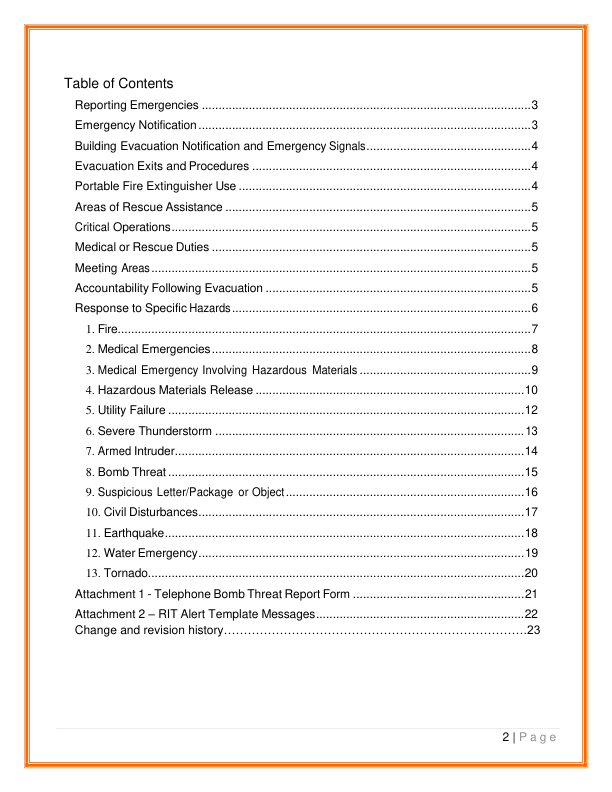 Table of Contents
Reporting Emergencies ....................................................................................................3
Emergency Notification.....................................................................................................3
Building Evacuation Notification and Emergency Signals..................................................4
Evacuation Exits and Procedures .....................................................................................4
Portable Fire Extinguisher Use .........................................................................................4
Areas of Rescue Assistance .............................................................................................5
Critical Operations.............................................................................................................5
Medical or Rescue Duties .................................................................................................5
Meeting Areas...................................................................................................................5
Accountability Following Evacuation .................................................................................5
Response to Specific Hazards...........................................................................................6
1. Fire...............................................................................................................................7
2. Medical Emergencies....................................................................................................8
3. Medical Emergency Involving Hazardous Materials ..................................................9
4. Hazardous Materials Release ..................................................................................10
5. Utility Failure .............................................................................................................12
6. Severe Thunderstorm ...............................................................................................13
7. Armed Intruder...........................................................................................................14
8. Bomb Threat .............................................................................................................15
9. Suspicious Letter/Package or Object.........................................................................16
10. Civil Disturbances....................................................................................................17
11. Earthquake..............................................................................................................18
12. Water Emergency....................................................................................................19
13. Tornado...................................................................................................................20
Attachment 1 - Telephone Bomb Threat Report Form ....................................................21
Attachment 2 – RIT Alert Template Messages................................................................22
Change and revision history…………………………………………………………………..23
2 | P a g e